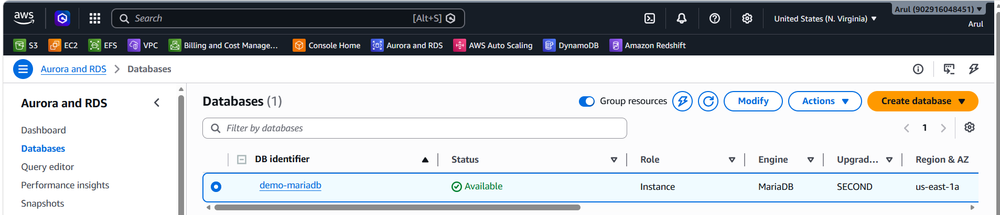 aws
Search [Alt+S]
United States (N. Virginia)
Arul (902916048451)
Arul
S3 EC2 EFS VPC Billing and Cost Manage... Console Home Aurora and RDS AWS Auto Scaling DynamoDB Amazon Redshift
Aurora and RDS Databases
Aurora and RDS
Dashboard
Databases
Query editor
Performance insights
Snapshots
Databases (1)
Group resources Modify Actions Create database
Filter by databases
1
DB identifier Status Role Engine Upgrad... Region & AZ
demo-mariadb Available Instance MariaDB SECOND us-east-1a